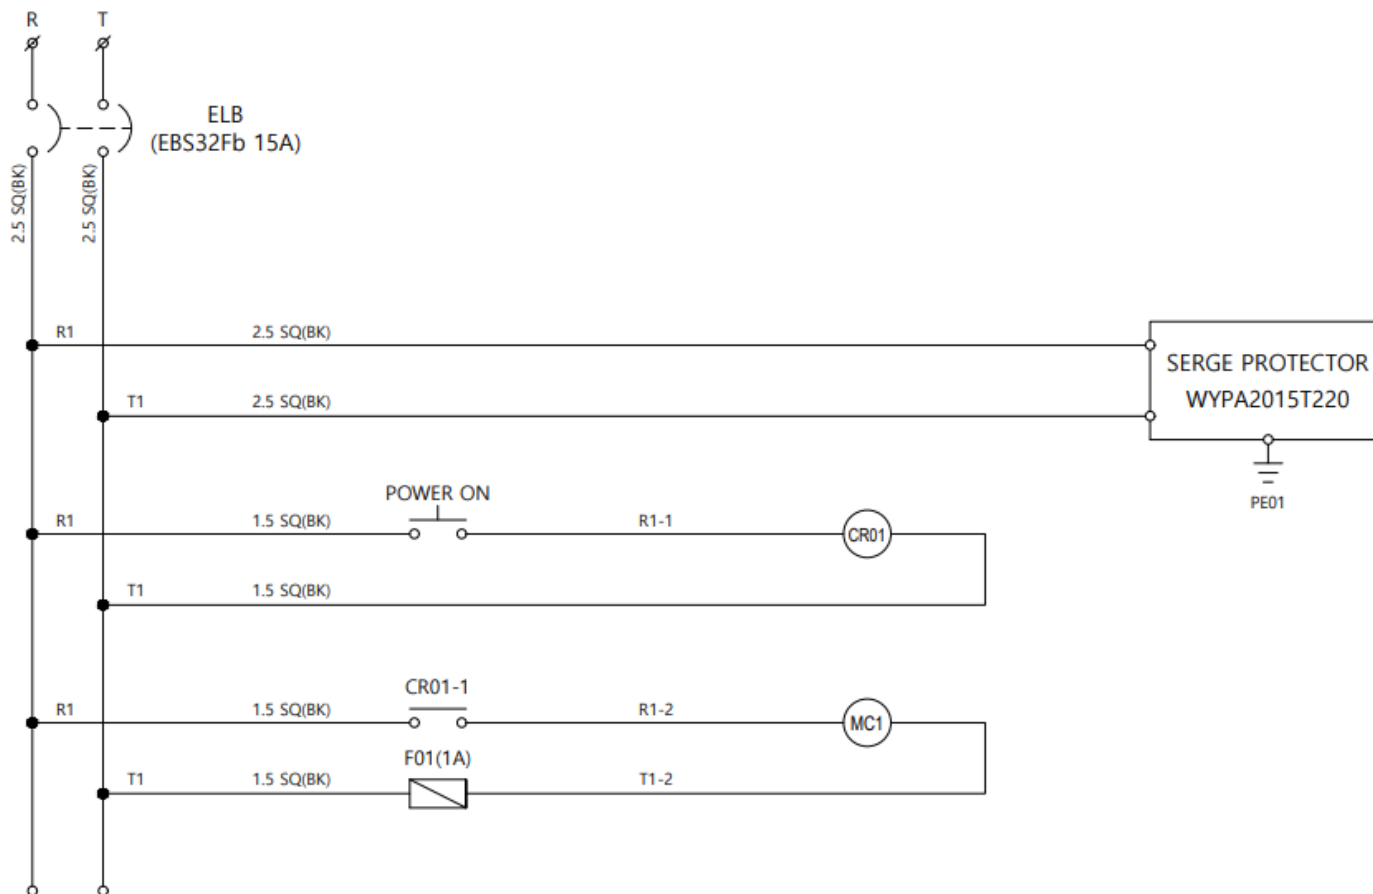 R
T
ELB
(EBS32Fb 15A)
2.5 SQ(BK)
2.5 SQ(BK)
R1
2.5 SQ(BK)
SERGE PROTECTOR
WYPA2015T220
T1
2.5 SQ(BK)
PE01
POWER ON
R1
1.5 SQ(BK)
R1-1
CR01
T1
1.5 SQ(BK)
CR01-1
R1
1.5 SQ(BK)
R1-2
MC1
F01(1A)
T1
1.5 SQ(BK)
T1-2